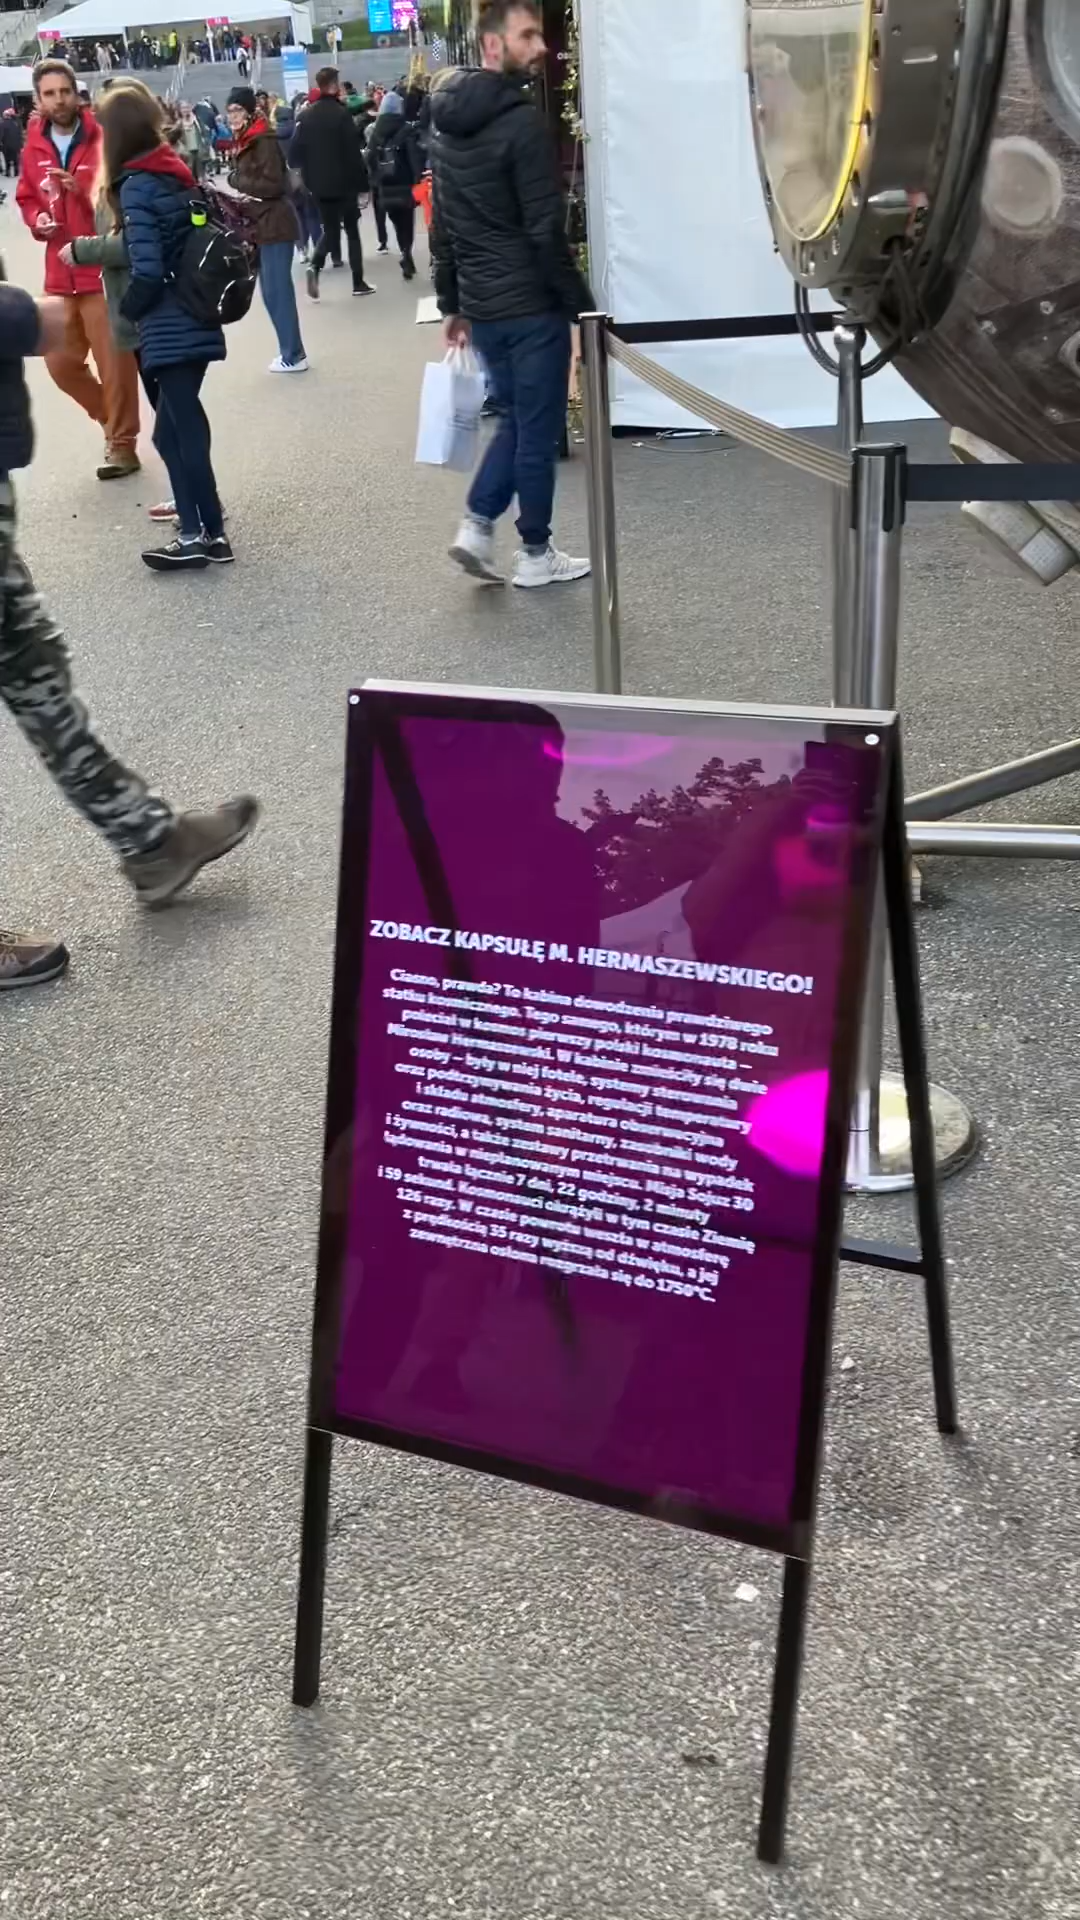 ZOBACZ KAPSUŁĘ M. HERMASZEWSKIEGO!
Ciasno, prawda? To kabina dowodzenia prawdziwego
statku kosmicznego. Tego samego, którym w 1978 roku
poleciał w kosmos pierwszy polski kosmonauta –
Mirosław Hermaszewski. W kabinie zmieściły się dwie
osoby – były w niej fotele, systemy sterowania
oraz podtrzymywania życia, regulacji temperatury
i składu atmosfery, aparatura obserwacyjna
oraz radiowa, system sanitarny, zasobniki wody
i żywności, a także zestawy przetrwania na wypadek
lądowania w nieplanowanym miejscu. Misja Sojuz 30
trwała łącznie 7 dni, 22 godziny, 2 minuty
i 59 sekund. Kosmonauci okrążyli w tym czasie Ziemię
126 razy. W czasie powrotu weszła w atmosferę
z prędkością 35 razy wyższą od dźwięku, a jej
zewnętrzna osłona rozgrzała się do 1750°C.